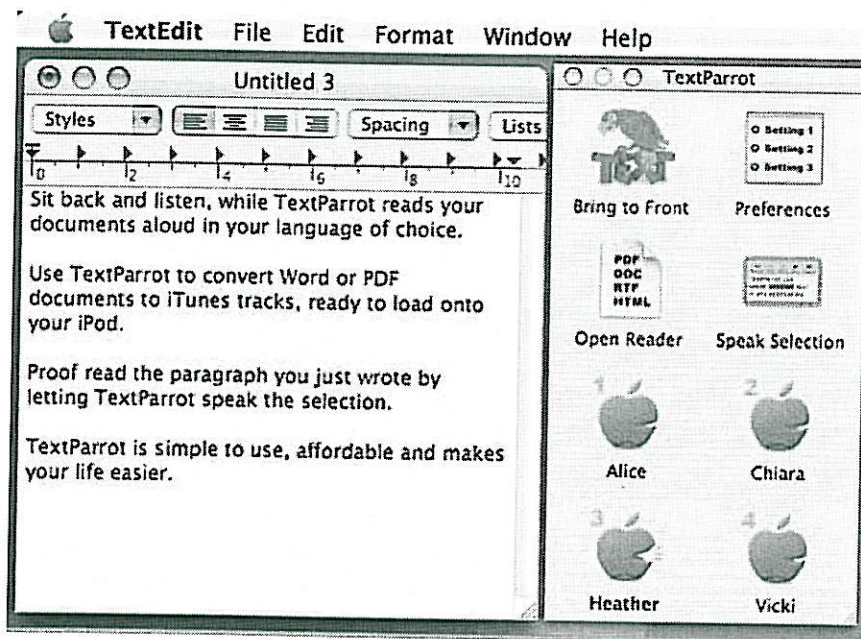 TextEdit File Edit Format Window Help
Untitled 3
Styles Spacing Lists
0 2 4 6 8 10
Sit back and listen, while TextParrot reads your
documents aloud in your language of choice.
Use TextParrot to convert Word or PDF
documents to iTunes tracks, ready to load onto
your iPod.
Proof read the paragraph you just wrote by
letting TextParrot speak the selection.
TextParrot is simple to use, affordable and makes
your life easier.
TextParrot
TEXT
Bring to Front
Setting 1
Setting 2
Setting 3
Preferences
PDF
DOC
RTF
HTML
Open Reader
Speak Selection
1
Alice
2
Chiara
3
Heather
4
Vicki